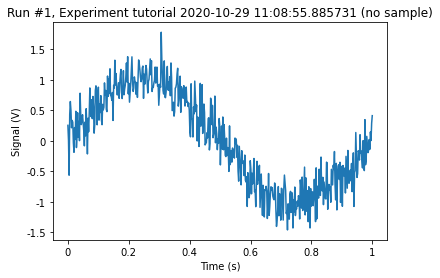 Run #1, Experiment tutorial 2020-10-29 11:08:55.885731 (no sample)
1.5
1
0.5
0
-0.5
-1
-1.5
Signal (V)
0 0.2 0.4 0.6 0.8 1
Time (s)